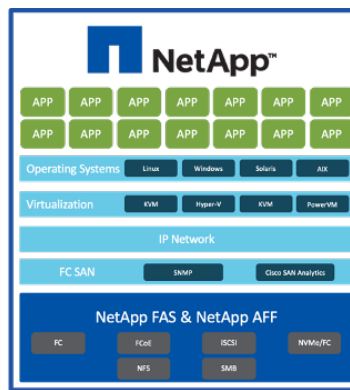 NetApp™
APP APP APP APP APP APP APP
APP APP APP APP APP APP APP
Operating Systems Linux Windows Solaris AIX
Virtualization KVM Hyper-V KVM PowerVM
IP Network
FC SAN SNMP Cisco SAN Analytics
NetApp FAS & NetApp AFF
FC FCoE iSCSI NVMe/FC
NFS SMB